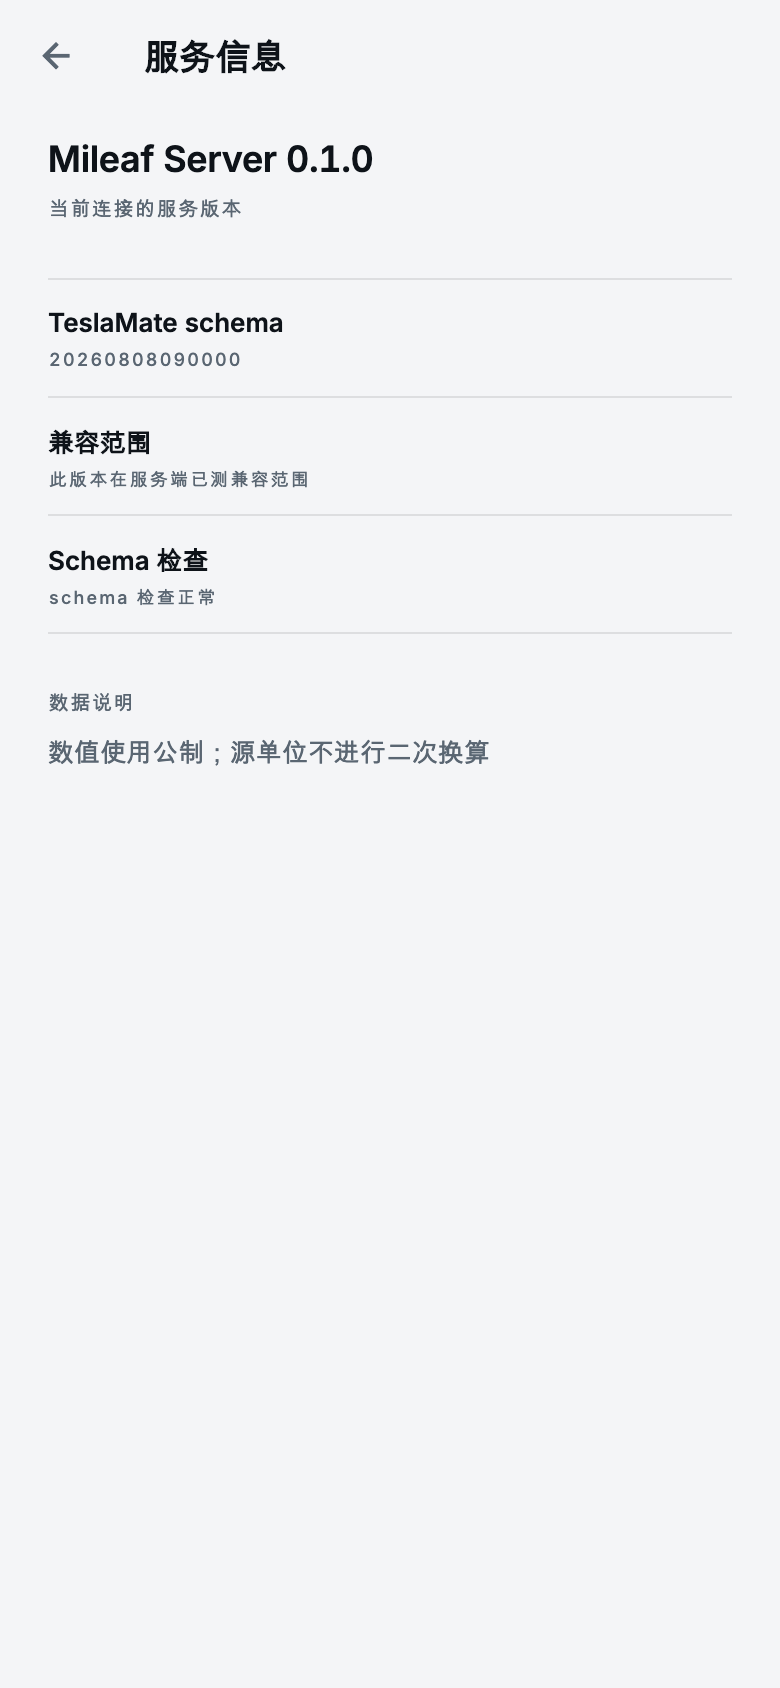 服务信息
Mileaf Server 0.1.0
当前连接的服务版本
TeslaMate schema
20260808090000
兼容范围
此版本在服务端已测兼容范围
Schema 检查
schema 检查正常
数据说明
数值使用公制；源单位不进行二次换算